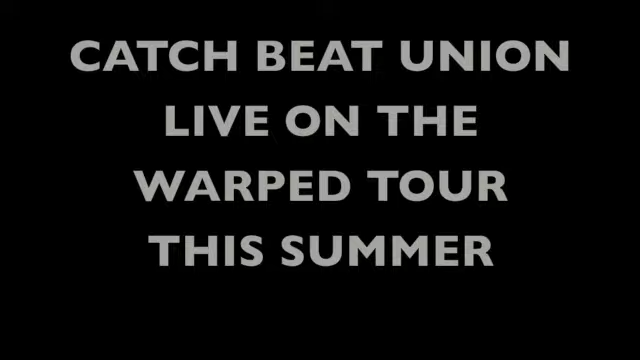 CATCH BEAT UNION
LIVE ON THE
WARPED TOUR
THIS SUMMER